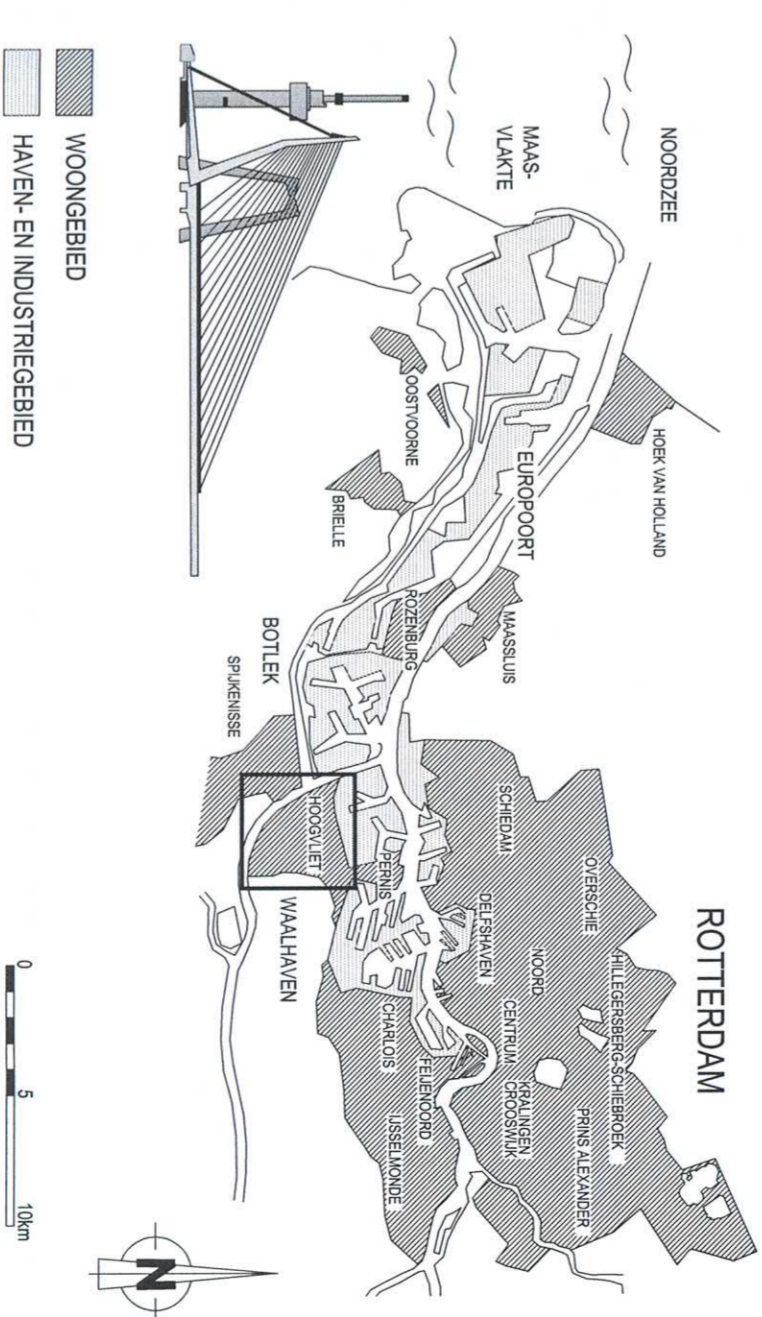 ROTTERDAM
NOORDZEE
MAAS-
VLAKTE
HOEK VAN HOLLAND
EUROPOORT
OOSTVOORNE
BRIELLE
MAASSLUIS
ROZENBURG
BOTLEK
SPIJKENISSE
HOOGVLIET
PERNIS
WAALHAVEN
SCHIEDAM
OVERSCHIE
DELFSHAVEN
NOORD
HILLEGERSBERG-SCHIEBROEK
CENTRUM
KRALINGEN
CROOSWIJK
PRINS ALEXANDER
CHARLOIS
FEIJENOORD
IJSSELMONDE
WOONGEBIED
HAVEN- EN INDUSTRIEGEBIED
0 5 10km
N